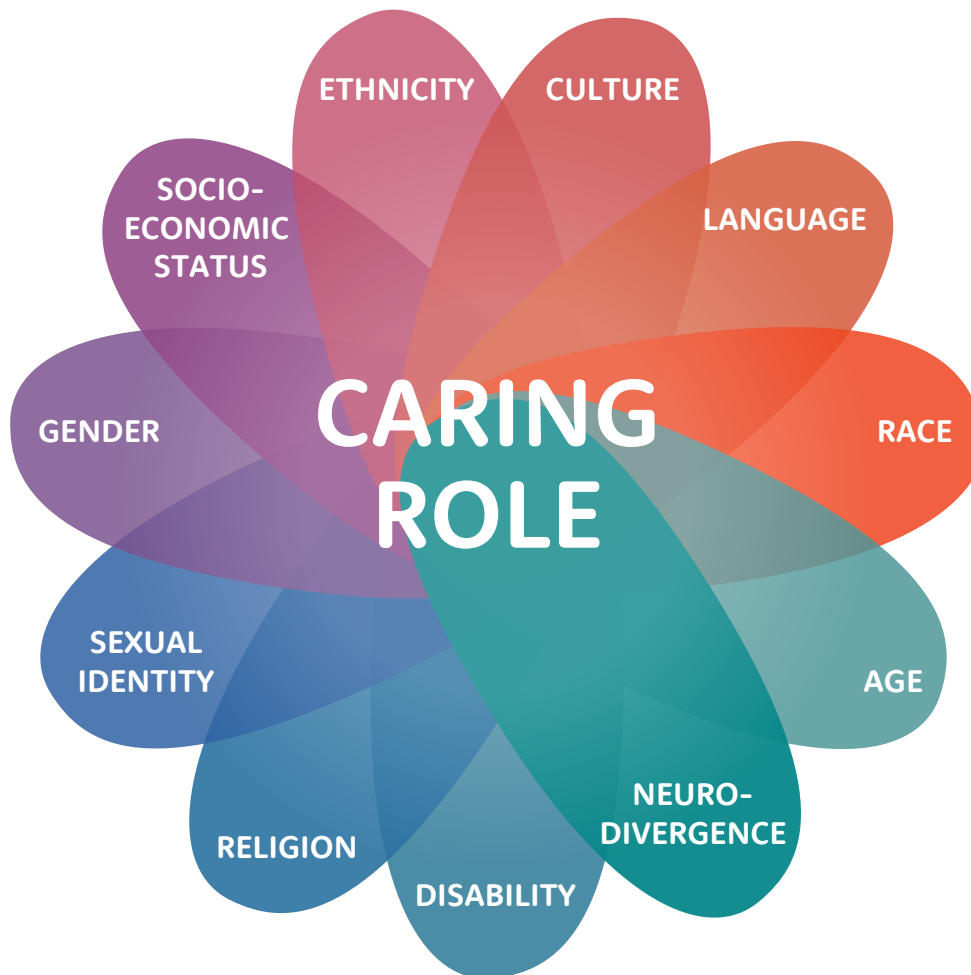 ETHNICITY
CULTURE
SOCIO-
ECONOMIC
STATUS
LANGUAGE
GENDER
CARING
ROLE
RACE
SEXUAL
IDENTITY
AGE
RELIGION
DISABILITY
NEURO-
DIVERGENCE